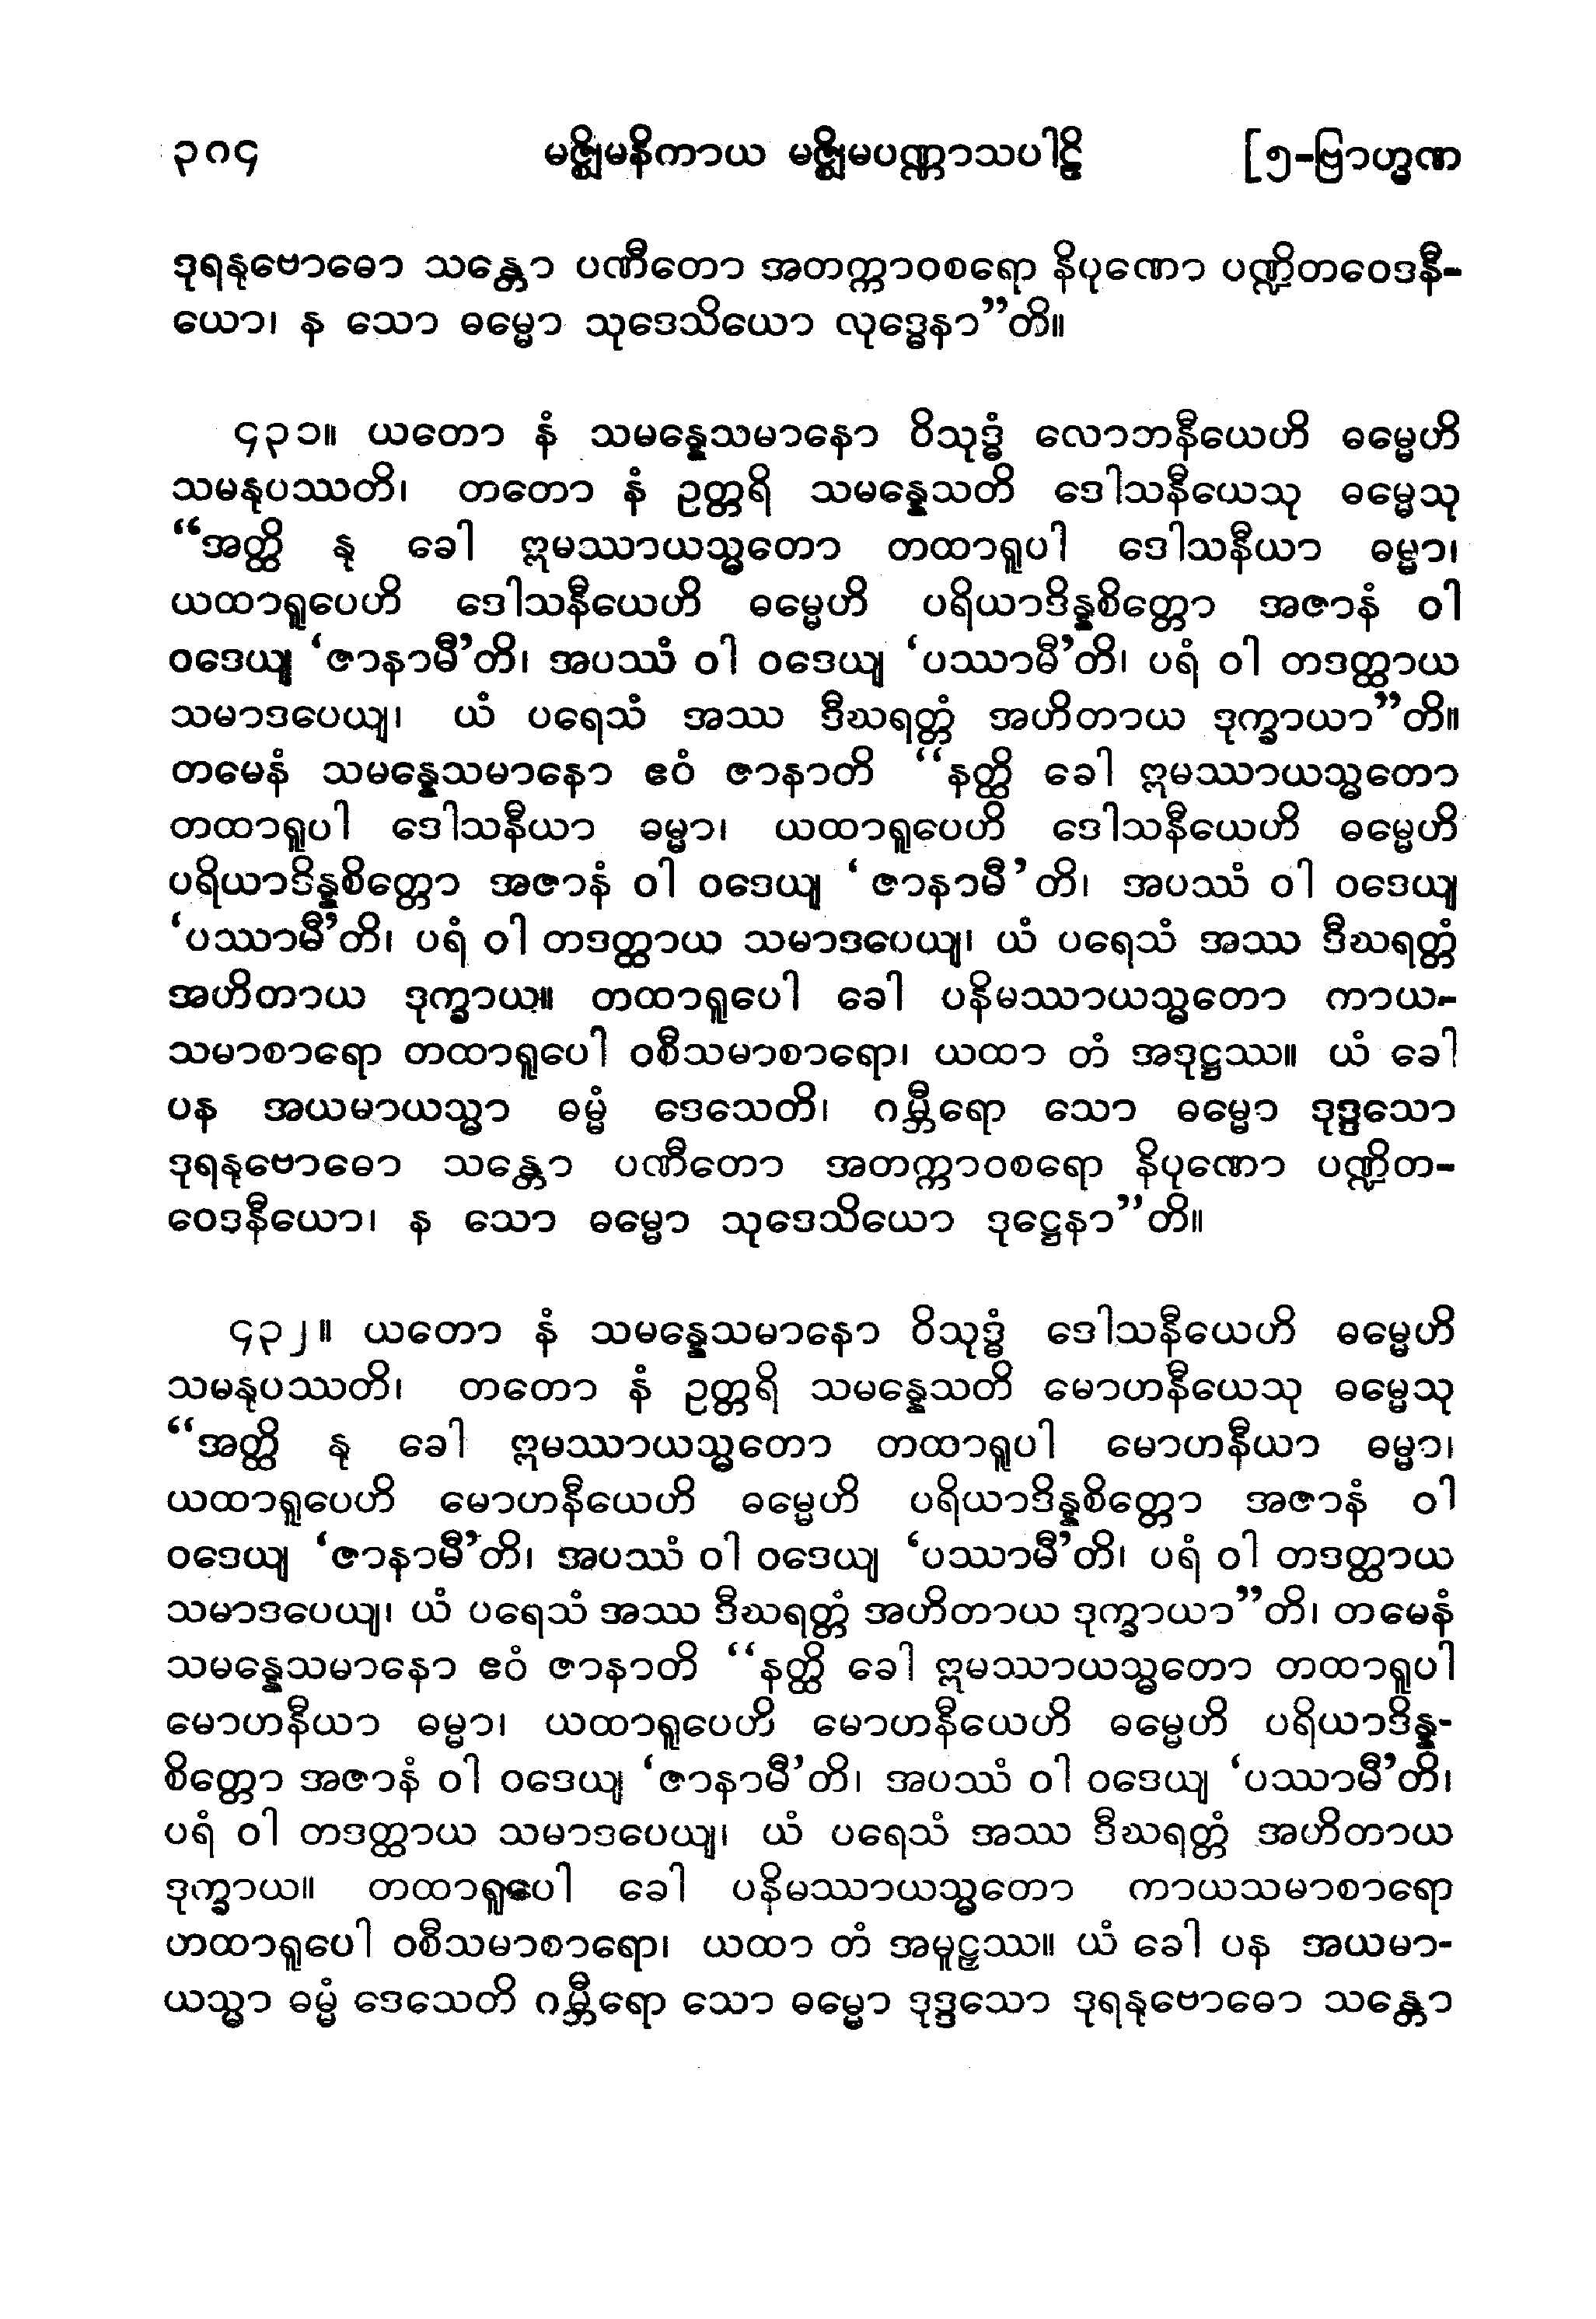 ၃၈၄ မဇ္ဈိမနိကာယ မဇ္ဈိမပဏ္ဏာသပါဠိ [၅-ဗြာဟ္မဏ
ဒုရနုဗောဓော သန္တော ပဏီတော အတက္ကာဝစရော နိပုဏော ပဏ္ဍိတဝေဒနီ-
ယော၊ န သော ဓမ္မော သုဒေသိယော လုဒ္ဓေနာ”တိ။
၄၃၁။ ယတော နံ သမန္နေသမာနော ဝိသုဒ္ဓံ လောဘနီယေဟိ ဓမ္မေဟိ
သမနုပဿတိ၊ တတော နံ ဥတ္တရိ သမန္နေသတိ ဒေါသနီယေသု ဓမ္မေသု
“အတ္ထိ နု ခေါ ဣမဿာယသ္မတော တထာရူပါ ဒေါသနီယာ ဓမ္မာ၊
ယထာရူပေဟိ ဒေါသနီယေဟိ ဓမ္မေဟိ ပရိယာဒိန္နစိတ္တော အဇာနံ ဝါ
ဝဒေယျ ‘ဇာနာမီ’တိ၊ အပဿံ ဝါ ဝဒေယျ ‘ပဿာမီ’တိ၊ ပရံ ဝါ တဒတ္ထာယ
သမာဒပေယျ၊ ယံ ပရေသံ အဿ ဒီဃရတ္တံ အဟိတာယ ဒုက္ခာယာ”တိ။
တမေနံ သမန္နေသမာနော ဧဝံ ဇာနာတိ “နတ္ထိ ခေါ ဣမဿာယသ္မတော
တထာရူပါ ဒေါသနီယာ ဓမ္မာ၊ ယထာရူပေဟိ ဒေါသနီယေဟိ ဓမ္မေဟိ
ပရိယာဒိန္နစိတ္တော အဇာနံ ဝါ ဝဒေယျ ‘ဇာနာမီ’တိ၊ အပဿံ ဝါ ဝဒေယျ
‘ပဿာမီ’တိ၊ ပရံ ဝါ တဒတ္ထာယ သမာဒပေယျ၊ ယံ ပရေသံ အဿ ဒီဃရတ္တံ
အဟိတာယ ဒုက္ခာယ။ တထာရူပေါ ခေါ ပနိမဿာယသ္မတော ကာယ-
သမာစာရော တထာရူပေါ ဝစီသမာစာရော၊ ယထာ တံ အဒုဋ္ဌဿ။ ယံ ခေါ
ပန အယမာယသ္မာ ဓမ္မံ ဒေသေတိ၊ ဂမ္ဘီရော သော ဓမ္မော ဒုဒ္ဒသော
ဒုရနုဗောဓော သန္တော ပဏီတော အတက္ကာဝစရော နိပုဏော ပဏ္ဍိတ-
ဝေဒနီယော၊ န သော ဓမ္မော သုဒေသိယော ဒုဋ္ဌေနာ”တိ။
၄၃၂။ ယတော နံ သမန္နေသမာနော ဝိသုဒ္ဓံ ဒေါသနီယေဟိ ဓမ္မေဟိ
သမနုပဿတိ၊ တတော နံ ဥတ္တရိ သမန္နေသတိ မောဟနီယေသု ဓမ္မေသု
“အတ္ထိ နု ခေါ ဣမဿာယသ္မတော တထာရူပါ မောဟနီယာ ဓမ္မာ၊
ယထာရူပေဟိ မောဟနီယေဟိ ဓမ္မေဟိ ပရိယာဒိန္နစိတ္တော အဇာနံ ဝါ
ဝဒေယျ ‘ဇာနာမီ’တိ၊ အပဿံ ဝါ ဝဒေယျ ‘ပဿာမီ’တိ၊ ပရံ ဝါ တဒတ္ထာယ
သမာဒပေယျ၊ ယံ ပရေသံ အဿ ဒီဃရတ္တံ အဟိတာယ ဒုက္ခာယာ”တိ၊ တမေနံ
သမန္နေသမာနော ဧဝံ ဇာနာတိ “နတ္ထိ ခေါ ဣမဿာယသ္မတော တထာရူပါ
မောဟနီယာ ဓမ္မာ၊ ယထာရူပေဟိ မောဟနီယေဟိ ဓမ္မေဟိ ပရိယာဒိန္န-
စိတ္တော အဇာနံ ဝါ ဝဒေယျ ‘ဇာနာမီ’တိ၊ အပဿံ ဝါ ဝဒေယျ ‘ပဿာမီ’တိ၊
ပရံ ဝါ တဒတ္ထာယ သမာဒပေယျ၊ ယံ ပရေသံ အဿ ဒီဃရတ္တံ အဟိတာယ
ဒုက္ခာယ။ တထာရူပေါ ခေါ ပနိမဿာယသ္မတော ကာယသမာစာရော
ဟထာရူပေါ ဝစီသမာစာရော၊ ယထာ တံ အမူဠှဿ။ ယံ ခေါ ပန အယမာ-
ယသ္မာ ဓမ္မံ ဒေသေတိ ဂမ္ဘီရော သော ဓမ္မော ဒုဒ္ဒသော ဒုရနုဗောဓော သန္တော